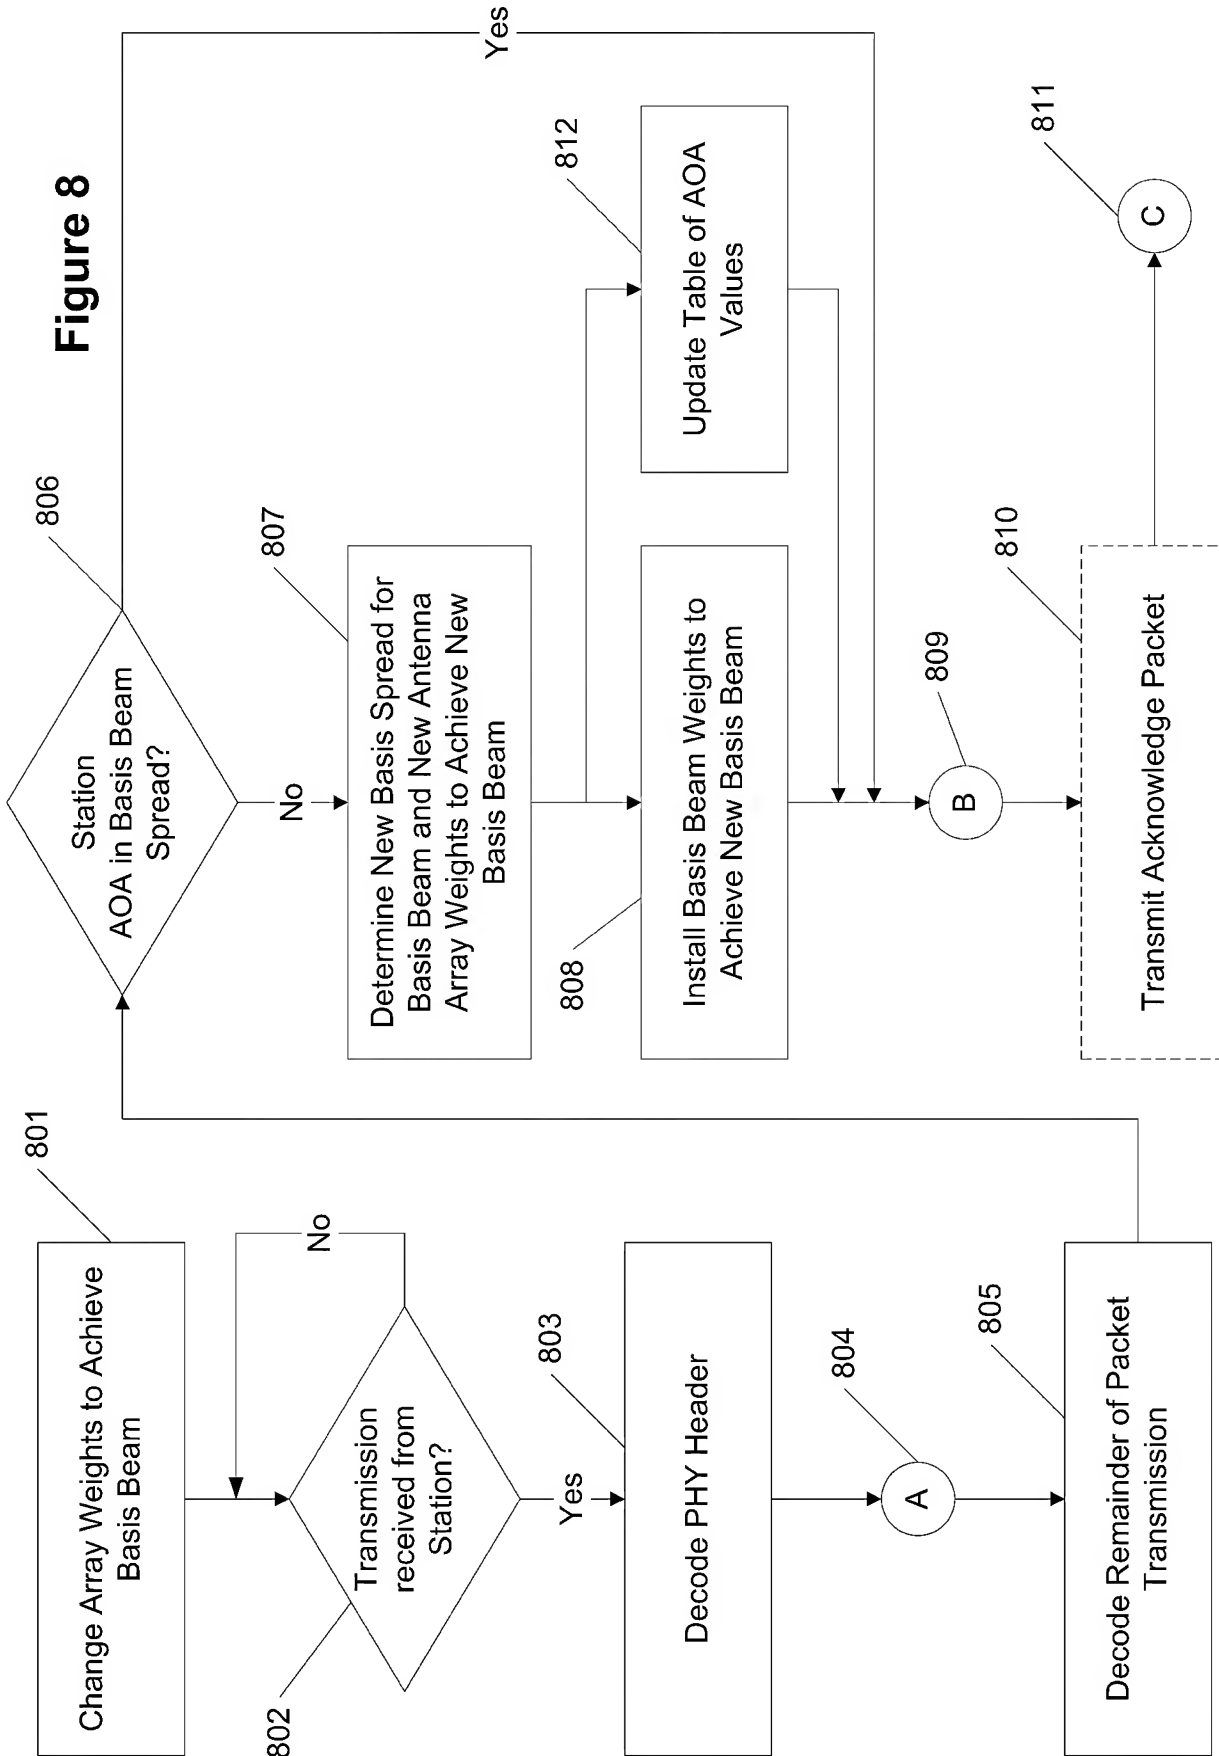 Figure 8
801
Change Array Weights to Achieve
Basis Beam
No
802
Transmission
received from
Station?
Yes
803
Decode PHY Header
804
A
805
Decode Remainder of Packet
Transmission
806
Station
AOA in Basis Beam
Spread?
Yes
No
807
Determine New Basis Spread for
Basis Beam and New Antenna
Array Weights to Achieve New
Basis Beam
808
Install Basis Beam Weights to
Achieve New Basis Beam
812
Update Table of AOA
Values
809
B
810
Transmit Acknowledge Packet
811
C